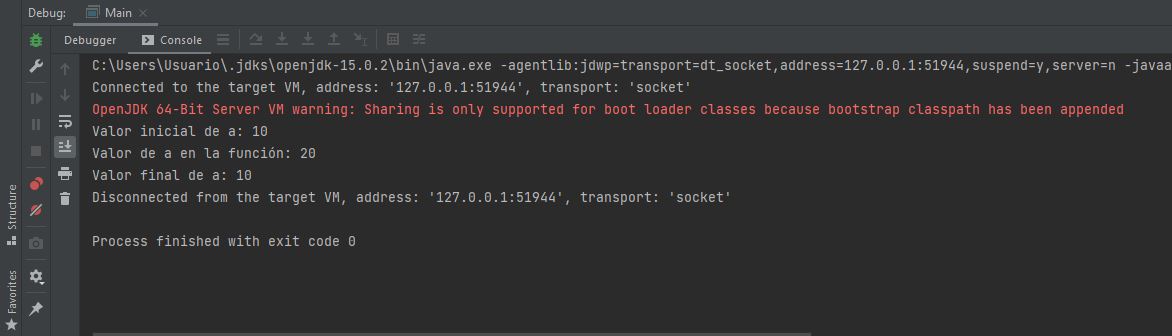 Debug: Main
Debugger Console
C:\Users\Usuario\.jdks\openjdk-15.0.2\bin\java.exe -agentlib:jdwp=transport=dt_socket,address=127.0.0.1:51944,suspend=y,server=n -javaa
Connected to the target VM, address: '127.0.0.1:51944', transport: 'socket'
OpenJDK 64-Bit Server VM warning: Sharing is only supported for boot loader classes because bootstrap classpath has been appended
Valor inicial de a: 10
Valor de a en la función: 20
Valor final de a: 10
Disconnected from the target VM, address: '127.0.0.1:51944', transport: 'socket'
Process finished with exit code 0
Structure
Favorites